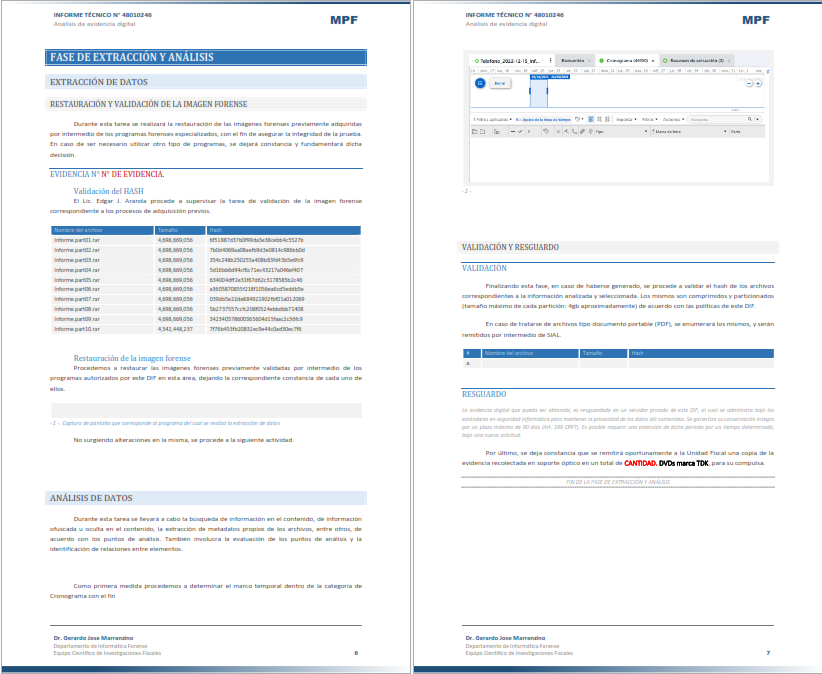 INFORME TÉCNICO N° 48010246
Análisis de evidencia digital
MPF
FASE DE EXTRACCIÓN Y ANÁLISIS
EXTRACCIÓN DE DATOS
RESTAURACIÓN Y VALIDACIÓN DE LA IMAGEN FORENSE
Durante esta tarea se realizará la restauración de las imágenes forenses previamente adquiridas
por intermedio de los programas forenses especializados, con el fin de asegurar la integridad de la prueba.
En caso de ser necesario utilizar otro tipo de programas, se dejará constancia y fundamentará dicha
decisión.
EVIDENCIA N° N° DE EVIDENCIA.
Validación del HASH
El Lic. Edgar J. Aranda procede a supervisar la tarea de validación de la imagen forense
correspondiente a los procesos de adquisición previos.
Nombre del archivo Tamaño Hash
Informe.part01.rar 4,698,669,056
Informe.part02.rar 4,698,669,056
Informe.part03.rar 4,698,669,056
Informe.part04.rar 4,698,669,056
Informe.part05.rar 4,698,669,056
Informe.part06.rar 4,698,669,056
Informe.part07.rar 4,698,669,056
Informe.part08.rar 4,698,669,056
Informe.part09.rar 4,698,669,056
Informe.part10.rar 4,542,448,237
Restauración de la imagen forense
Procedemos a restaurar las imágenes forenses previamente validadas por intermedio de los
programas autorizados por este DIF en esta área, dejando la correspondiente constancia de cada uno de
ellos.
- 1 -. Captura de pantalla que corresponde al programa del cual se realizó la extracción de datos
No surgiendo alteraciones en la misma, se procede a la siguiente actividad.
ANÁLISIS DE DATOS
Durante esta tarea se llevará a cabo la búsqueda de información en el contenido, de información
ofuscada u oculta en el contenido, la extracción de metadatos propios de los archivos, entre otros, de
acuerdo con los puntos de análisis. También involucra la evaluación de los puntos de análisis y la
identificación de relaciones entre elementos.
Como primera medida procedemos a determinar el marco temporal dentro de la categoría de
Cronograma con el fin
Dr. Gerardo Jose Marranzino
Departamento de Informática Forense
Equipo Científico de Investigaciones Fiscales
6
INFORME TÉCNICO N° 48010246
Análisis de evidencia digital
MPF
Telefono_2022-12-15_Inf... Bienvenido Cronograma Resumen de extracción (2)
Borrar
Filtros Acciones
Tipo Marca de hora Parte
- 2 -.
VALIDACIÓN Y RESGUARDO
VALIDACIÓN
Finalizando esta fase, en caso de haberse generado, se procede a validar el hash de los archivos
correspondientes a la información analizada y seleccionada. Los mismos son comprimidos y particionados
(tamaño máximo de cada partición: 4gb aproximadamente) de acuerdo con las políticas de este DIF.
En caso de tratarse de archivos tipo documento portable (PDF), se enumerará los mismos, y serán
remitidos por intermedio de SIAL.
# Nombre del archivo Tamaño Hash
RESGUARDO
La evidencia digital que pueda ser obtenida, es resguardada en un servidor privado de este DIF, el cual se administra bajo los
estándares en seguridad informática para mantener la privacidad de los datos allí contenidos. Se garantiza su conservación íntegra
por un plazo máximo de 90 días (Art. 199 CPPT). Es posible requerir una extensión de dicho período por un tiempo determinado,
bajo una nueva solicitud.
Por último, se deja constancia que se remitirá oportunamente a la Unidad Fiscal una copia de la
evidencia recolectada en soporte óptico en un total de CANTIDAD. DVDs marca TDK, para su compulsa.
FIN DE LA FASE DE EXTRACCIÓN Y ANÁLISIS
Dr. Gerardo Jose Marranzino
Departamento de Informática Forense
Equipo Científico de Investigaciones Fiscales
7